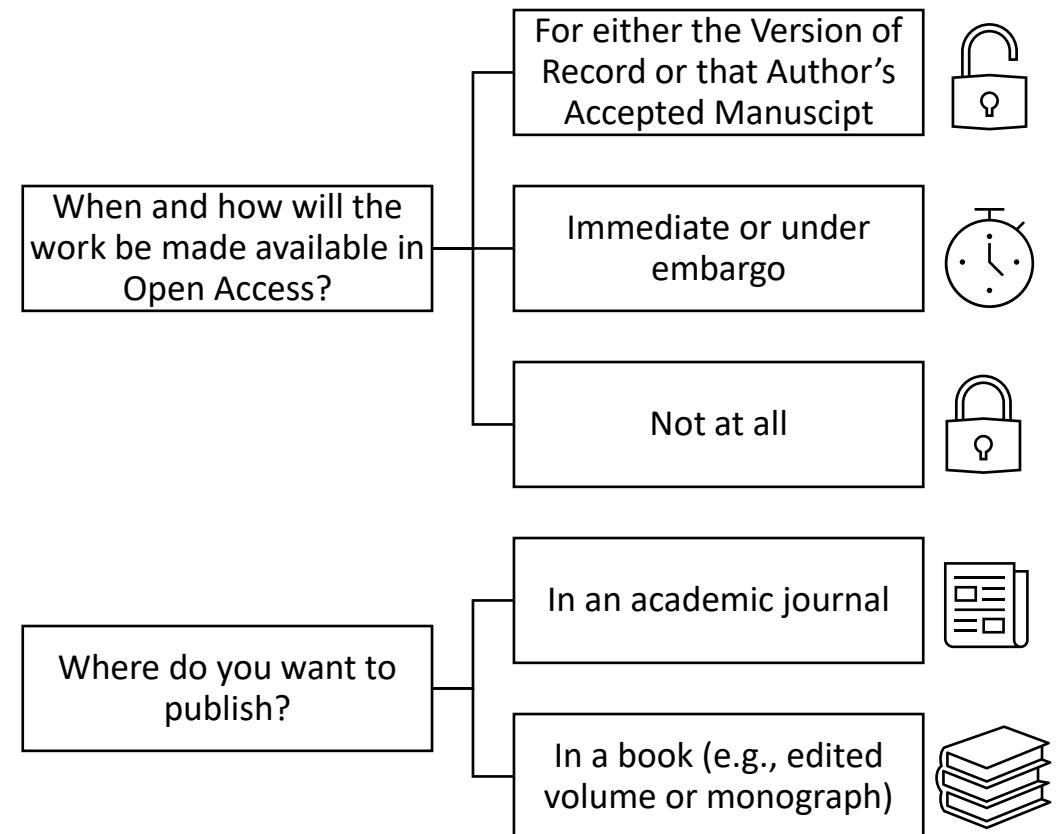 When and how will the
work be made available in
Open Access?
For either the Version of
Record or that Author’s
Accepted Manuscipt
Immediate or under
embargo
Not at all
Where do you want to
publish?
In an academic journal
In a book (e.g., edited
volume or monograph)